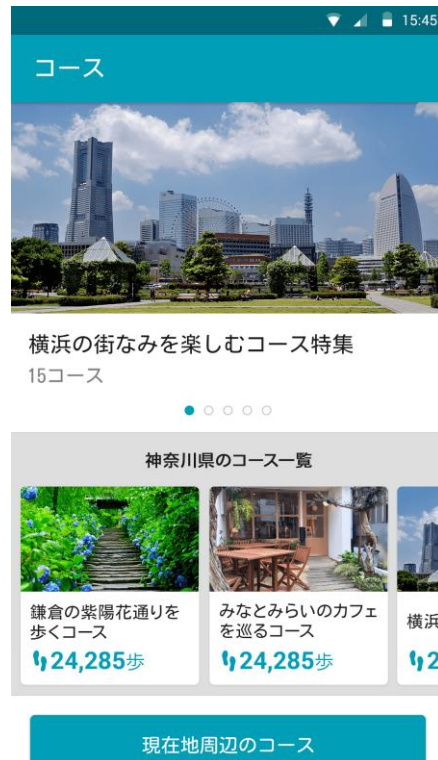 15:45
コース
横浜の街なみを楽しむコース特集
15コース
神奈川県のコース一覧
鎌倉の紫陽花通りを
歩くコース
24,285歩
みなとみらいのカフェ
を巡るコース
24,285歩
横浜
2
現在地周辺のコース